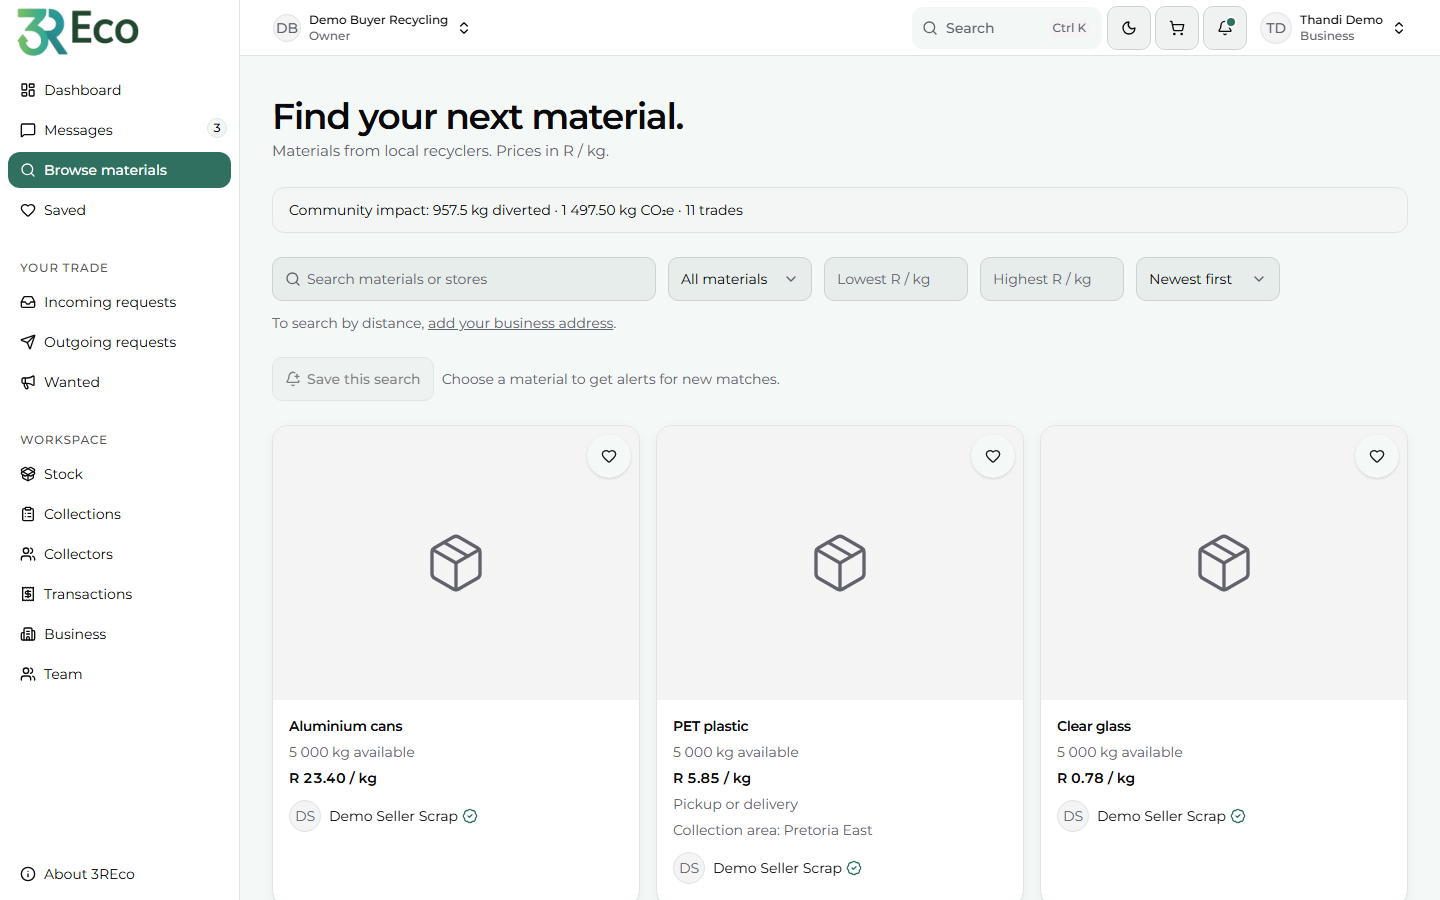 3R Eco
Dashboard
Messages
3
Browse materials
Saved
YOUR TRADE
Incoming requests
Outgoing requests
Wanted
WORKSPACE
Stock
Collections
Collectors
Transactions
Business
Team
About 3REco
DB
Demo Buyer Recycling
Owner
Search
Ctrl K
TD
Thandi Demo
Business
Find your next material.
Materials from local recyclers. Prices in R / kg.
Community impact: 957.5 kg diverted · 1 497.50 kg CO₂e · 11 trades
Search materials or stores
All materials
Lowest R / kg
Highest R / kg
Newest first
To search by distance, add your business address.
Save this search
Choose a material to get alerts for new matches.
Aluminium cans
5 000 kg available
R 23.40 / kg
DS
Demo Seller Scrap
PET plastic
5 000 kg available
R 5.85 / kg
Pickup or delivery
Collection area: Pretoria East
DS
Demo Seller Scrap
Clear glass
5 000 kg available
R 0.78 / kg
DS
Demo Seller Scrap